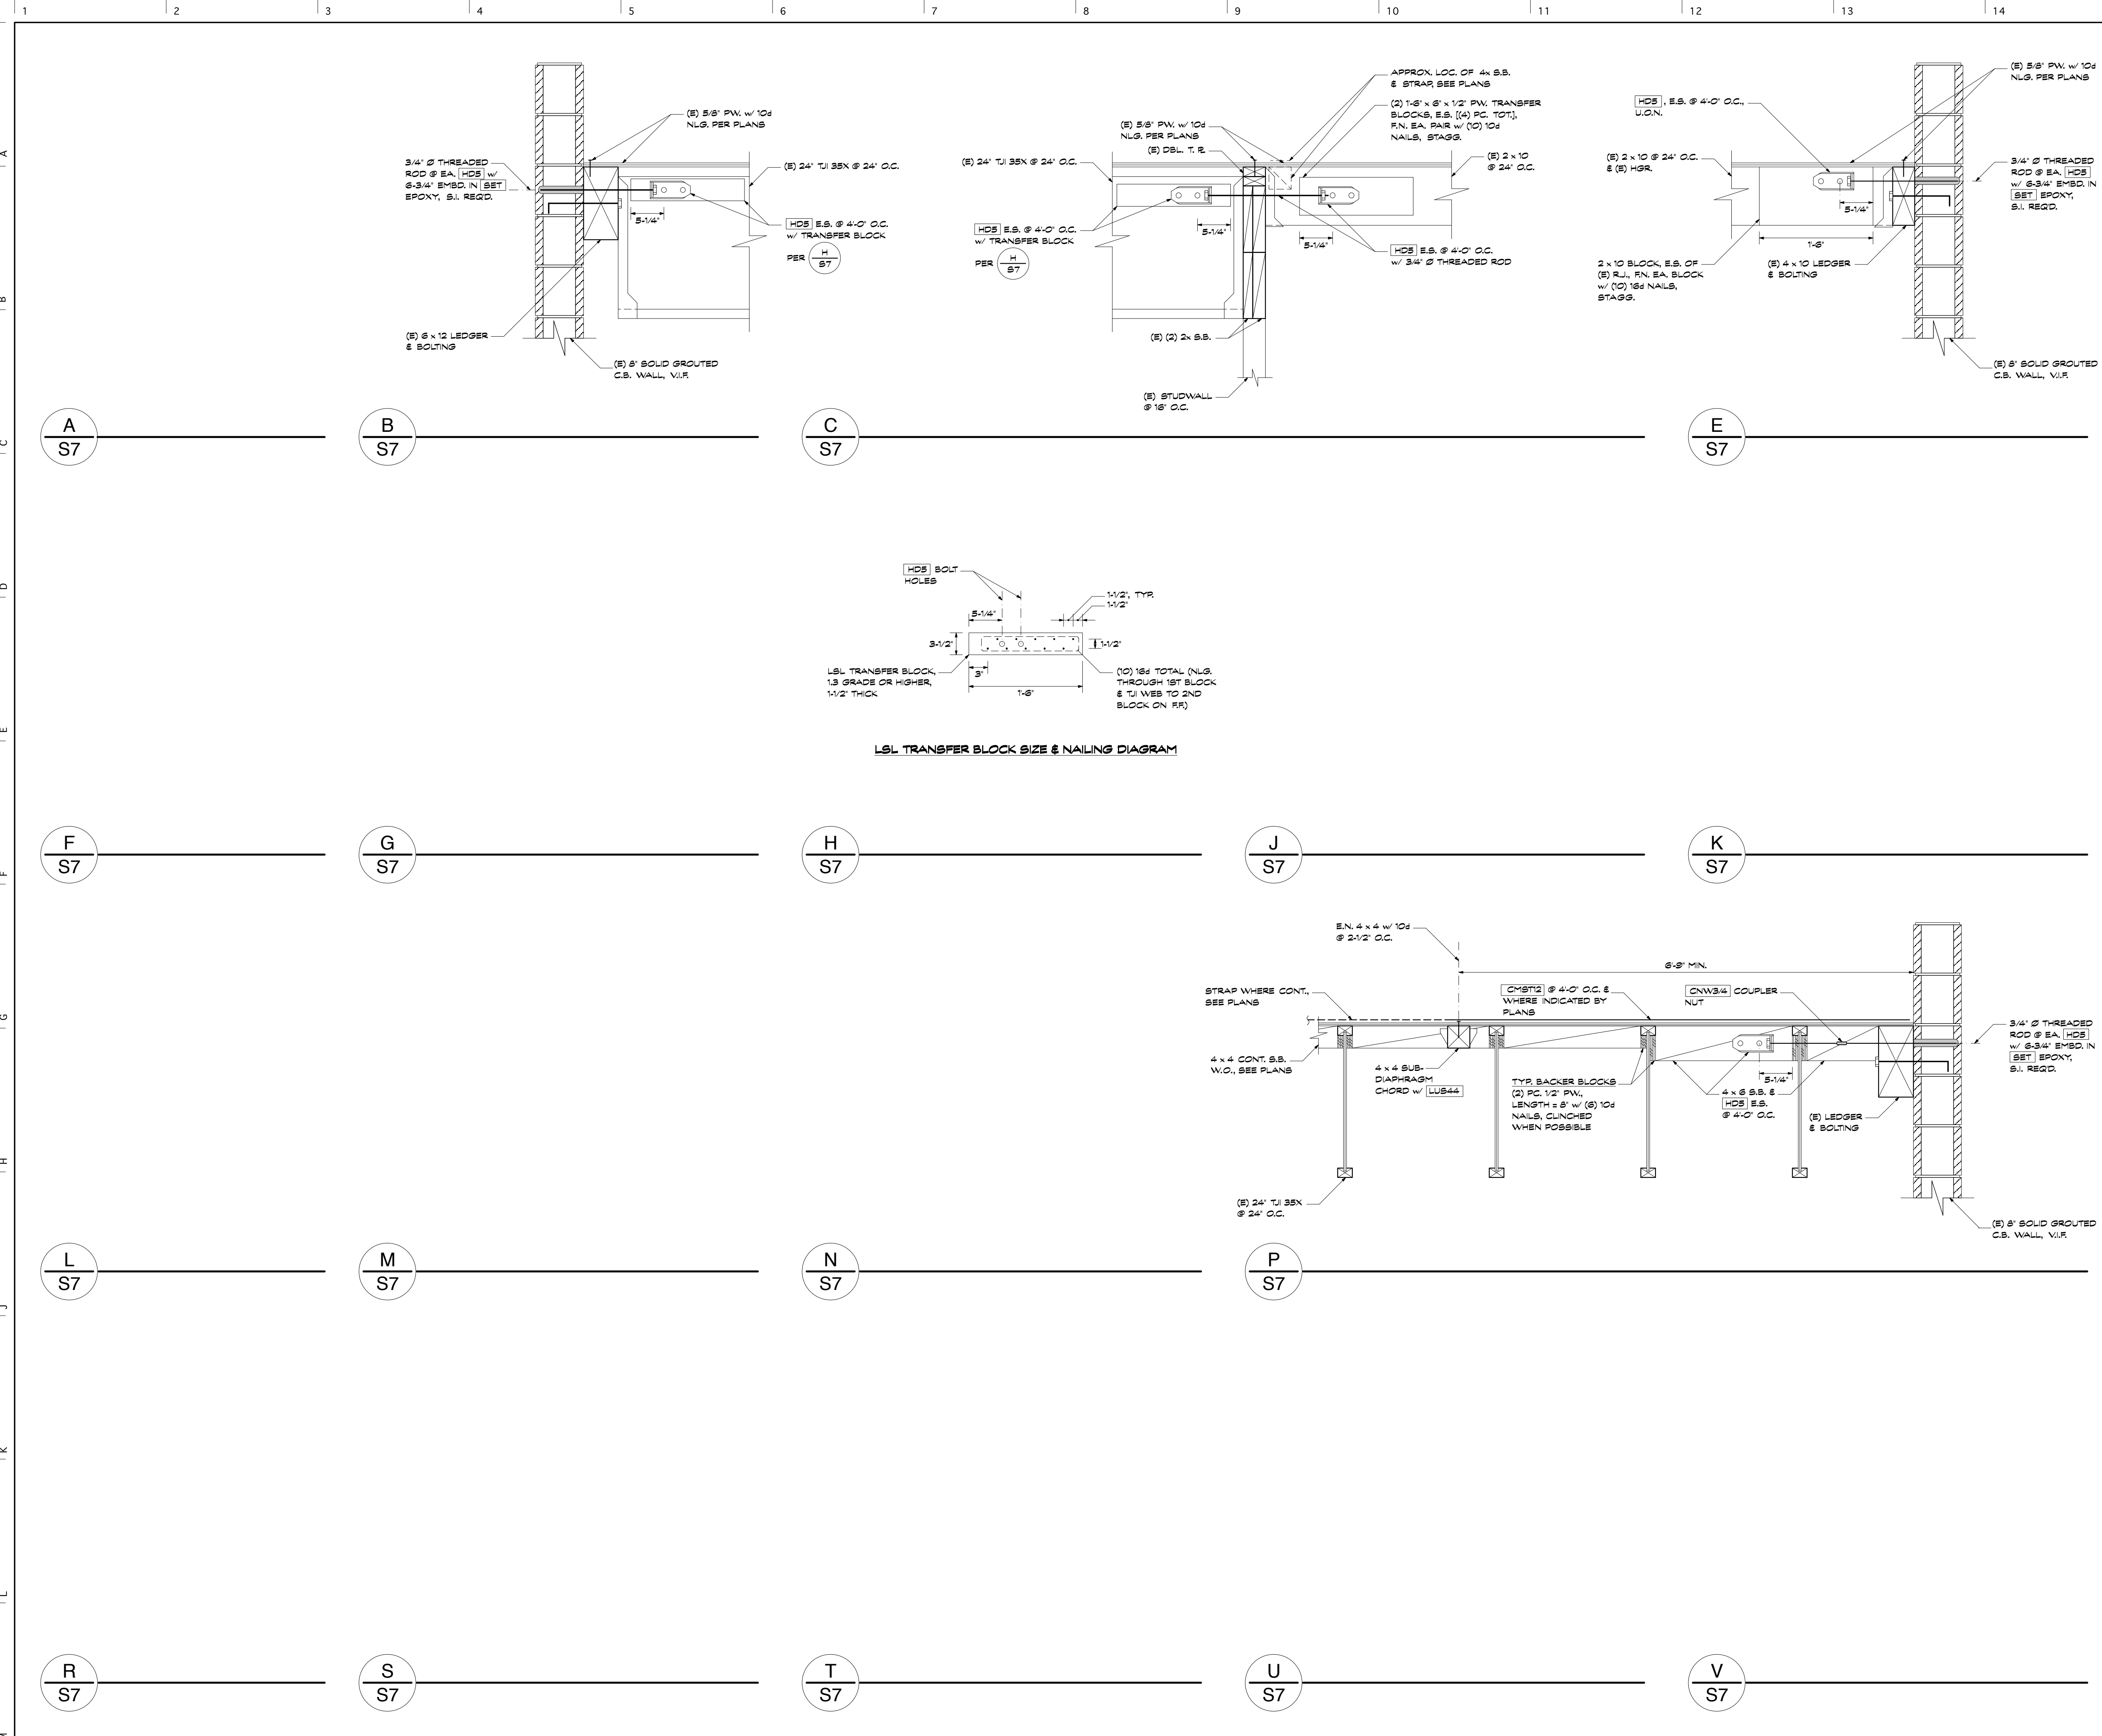 1 2 3 4 5 6 7 8 9 10 11 12 13 14
A
B
C
D
E
F
G
H
J
K
L
(E) 5/8" PW. w/ 10d
NLG. PER PLANS
3/4" Ø THREADED
ROD @ EA. HD5 w/
6-3/4" EMBD. IN SET
EPOXY, S.I. REQ'D.
(E) 24" TJI 35X @ 24" O.C.
5-1/4"
HD5 E.S. @ 4'-0" O.C.
w/ TRANSFER BLOCK
PER H
S7
(E) 6 x 12 LEDGER
& BOLTING
(E) 8" SOLID GROUTED
C.B. WALL, V.I.F.
APPROX. LOC. OF 4x S.B.
& STRAP, SEE PLANS
(2) 1'-6" x 6" x 1/2" PW. TRANSFER
BLOCKS, E.S. [(4) PC. TOT.],
F.N. EA. PAIR w/ (10) 10d
NAILS, STAGG.
(E) 5/8" PW. w/ 10d
NLG. PER PLANS
(E) DBL. T. PL
(E) 24" TJI 35X @ 24" O.C.
(E) 2 x 10
@ 24" O.C.
5-1/4"
5-1/4"
HD5 E.S. @ 4'-0" O.C.
w/ TRANSFER BLOCK
PER H
S7
HD5 E.S. @ 4'-0" O.C.
w/ 3/4" Ø THREADED ROD
(E) (2) 2x S.B.
(E) STUDWALL
@ 16" O.C.
(E) 5/8" PW. w/ 10d
NLG. PER PLANS
HD5 , E.S. @ 4'-0" O.C.,
U.O.N.
(E) 2 x 10 @ 24" O.C.
& (E) HGR.
3/4" Ø THREADED
ROD @ EA. HD5
w/ 6-3/4" EMBD. IN
SET EPOXY,
S.I. REQ'D.
5-1/4"
1'-6"
2 x 10 BLOCK, E.S. OF
(E) R.J., F.N. EA. BLOCK
w/ (10) 16d NAILS,
STAGG.
(E) 4 x 10 LEDGER
& BOLTING
(E) 8" SOLID GROUTED
C.B. WALL, V.I.F.
A
S7
B
S7
C
S7
E
S7
HD5 BOLT
HOLES
1-1/2", TYP.
1-1/2"
5-1/4"
3-1/2"
1-1/2"
LSL TRANSFER BLOCK,
1.3 GRADE OR HIGHER,
1-1/2" THICK
3"
1'-6"
(10) 16d TOTAL (NLG.
THROUGH 1ST BLOCK
& TJI WEB TO 2ND
BLOCK ON F.F.)
LSL TRANSFER BLOCK SIZE & NAILING DIAGRAM
F
S7
G
S7
H
S7
J
S7
K
S7
E.N. 4 x 4 w/ 10d
@ 2-1/2" O.C.
6'-9" MIN.
STRAP WHERE CONT.,
SEE PLANS
CMST12 @ 4'-0" O.C. &
WHERE INDICATED BY
PLANS
CNW3/4 COUPLER
NUT
3/4" Ø THREADED
ROD @ EA. HD5
w/ 6-3/4" EMBD. IN
SET EPOXY,
S.I. REQ'D.
4 x 4 CONT. S.B.
W.O., SEE PLANS
4 x 4 SUB-
DIAPHRAGM
CHORD w/ LUS44
TYP. BACKER BLOCKS
(2) PC. 1/2" PW.,
LENGTH = 8" w/ (6) 10d
NAILS, CLINCHED
WHEN POSSIBLE
5-1/4"
4 x 6 S.B. &
HD5 E.S.
@ 4'-0" O.C.
(E) LEDGER
& BOLTING
(E) 24" TJI 35X
@ 24" O.C.
(E) 8" SOLID GROUTED
C.B. WALL, V.I.F.
L
S7
M
S7
N
S7
P
S7
R
S7
S
S7
T
S7
U
S7
V
S7